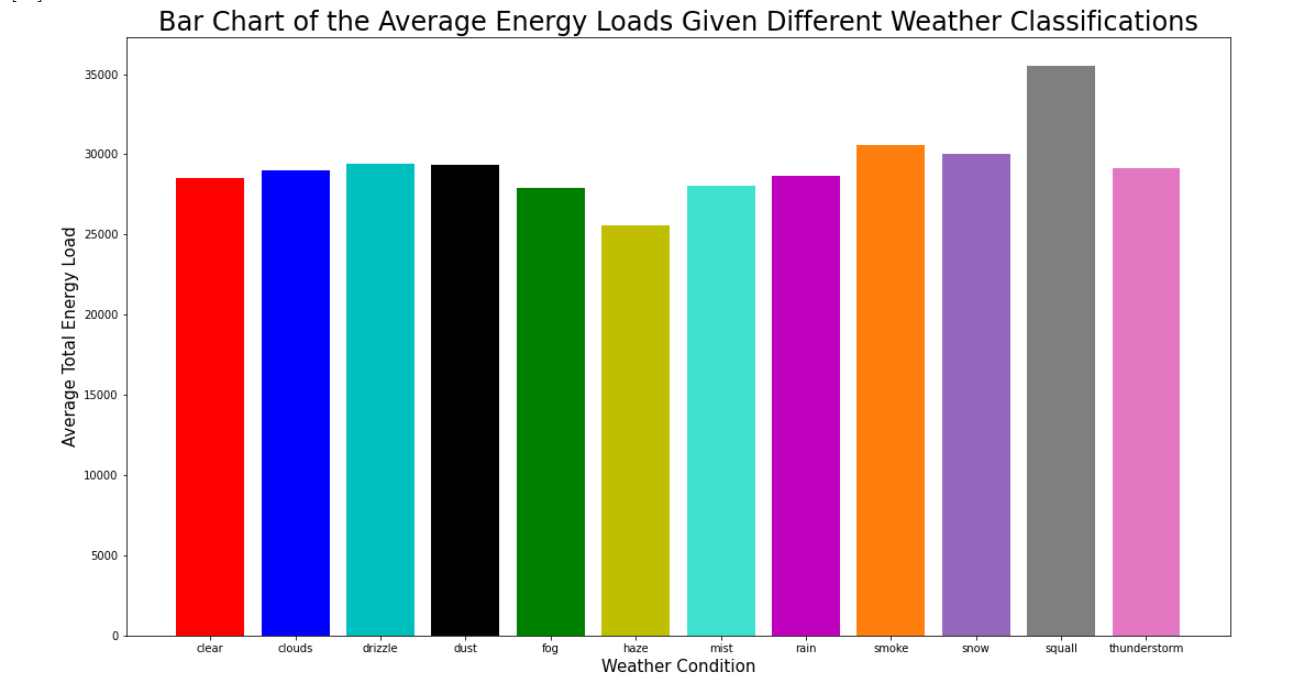 Bar Chart of the Average Energy Loads Given Different Weather Classifications
Average Total Energy Load
35000
30000
25000
20000
15000
10000
5000
0
clear clouds drizzle dust fog haze mist rain smoke snow squall thunderstorm
Weather Condition